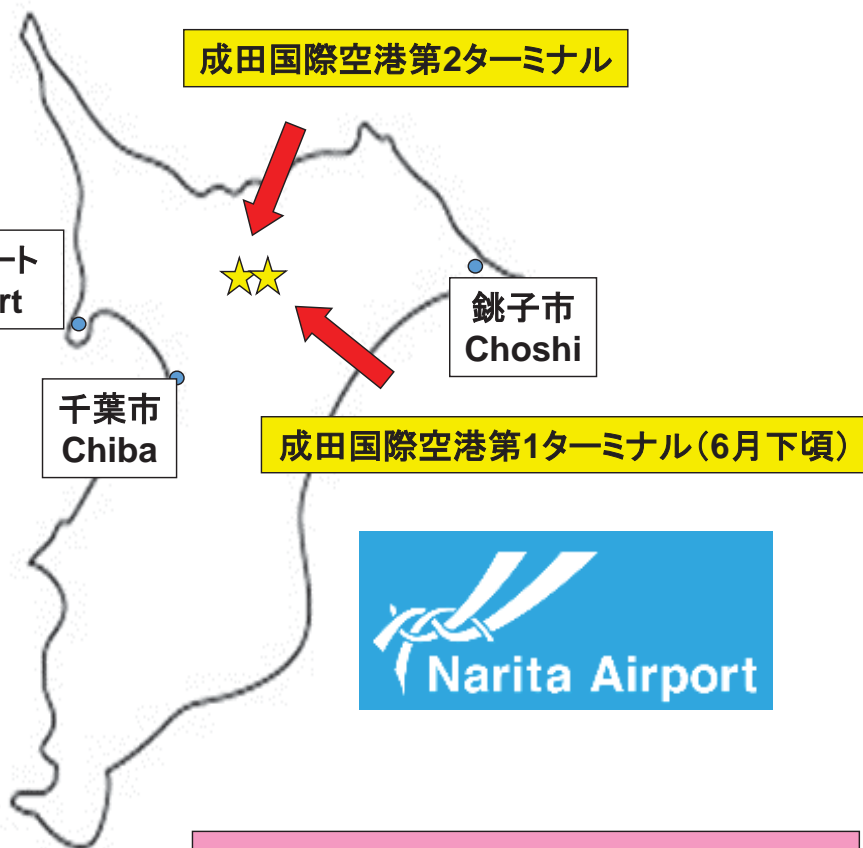 成田国際空港第2ターミナル
ート
rt
銚子市
Choshi
千葉市
Chiba
成田国際空港第1ターミナル（6月下頃）
Narita Airport